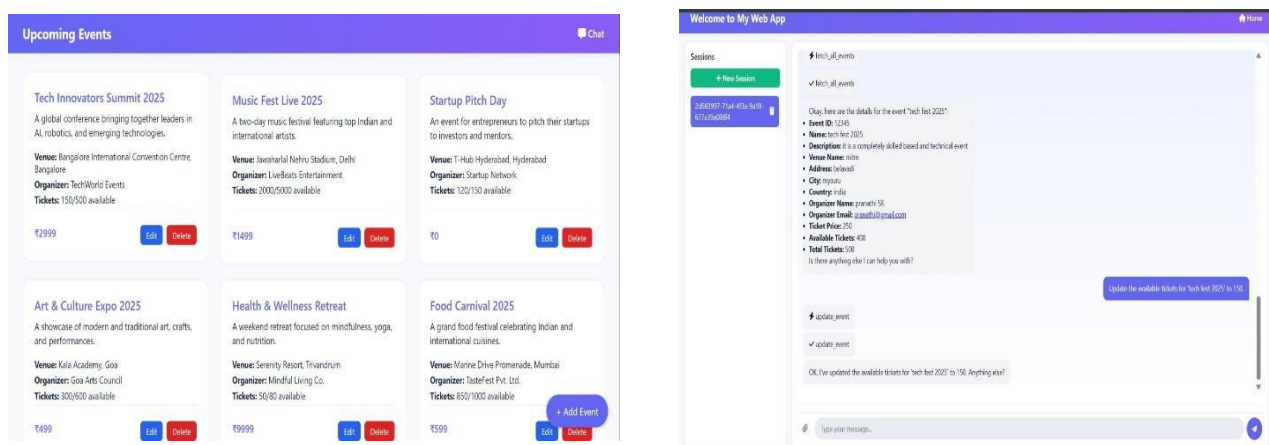 Upcoming Events
Chat
Tech Innovators Summit 2025
A global conference bringing together leaders in
AI, robotics, and emerging technologies.
Venue: Bangalore International Convention Centre,
Bangalore
Organizer: TechWorld Events
Tickets: 150/500 available
₹2999
Edit
Delete
Music Fest Live 2025
A two-day music festival featuring top Indian and
international artists.
Venue: Jawaharlal Nehru Stadium, Delhi
Organizer: LiveBeats Entertainment
Tickets: 2000/5000 available
₹1499
Edit
Delete
Startup Pitch Day
An event for entrepreneurs to pitch their startups
to investors and mentors.
Venue: T-Hub Hyderabad, Hyderabad
Organizer: Startup Network
Tickets: 120/150 available
₹0
Edit
Delete
Art & Culture Expo 2025
A showcase of modern and traditional art, crafts,
and performances.
Venue: Kala Academy, Goa
Organizer: Goa Arts Council
Tickets: 300/600 available
₹499
Edit
Delete
Health & Wellness Retreat
A weekend retreat focused on mindfulness, yoga,
and nutrition.
Venue: Serenity Resort, Trivandrum
Organizer: Mindful Living Co.
Tickets: 50/80 available
₹9999
Edit
Delete
Food Carnival 2025
A grand food festival celebrating Indian and
international cuisines.
Venue: Marine Drive Promenade, Mumbai
Organizer: TasteFest Pvt. Ltd.
Tickets: 850/1000 available
₹599
Edit
Delete
+ Add Event
Welcome to My Web App
Home
Sessions
+ New Session
fetch_all_events
✓ fetch_all_events
Okay, here are the details for the event "tech fest 2025":
• Event ID: 12345
• Name: tech fest 2025
• Description: it is a completely skilled based and technical event
• Venue Name: mitm
• Address: belavadi
• City: mysuru
• Country: india
• Organizer Name: pranathi SR
• Organizer Email: pranathi@gmail.com
• Ticket Price: 250
• Available Tickets: 400
• Total Tickets: 500
Is there anything else I can help you with?
Update the available tickets for 'tech fest 2025' to 150.
update_event
✓ update_event
OK. I've updated the available tickets for 'tech fest 2025' to 150. Anything else?
Type your message...